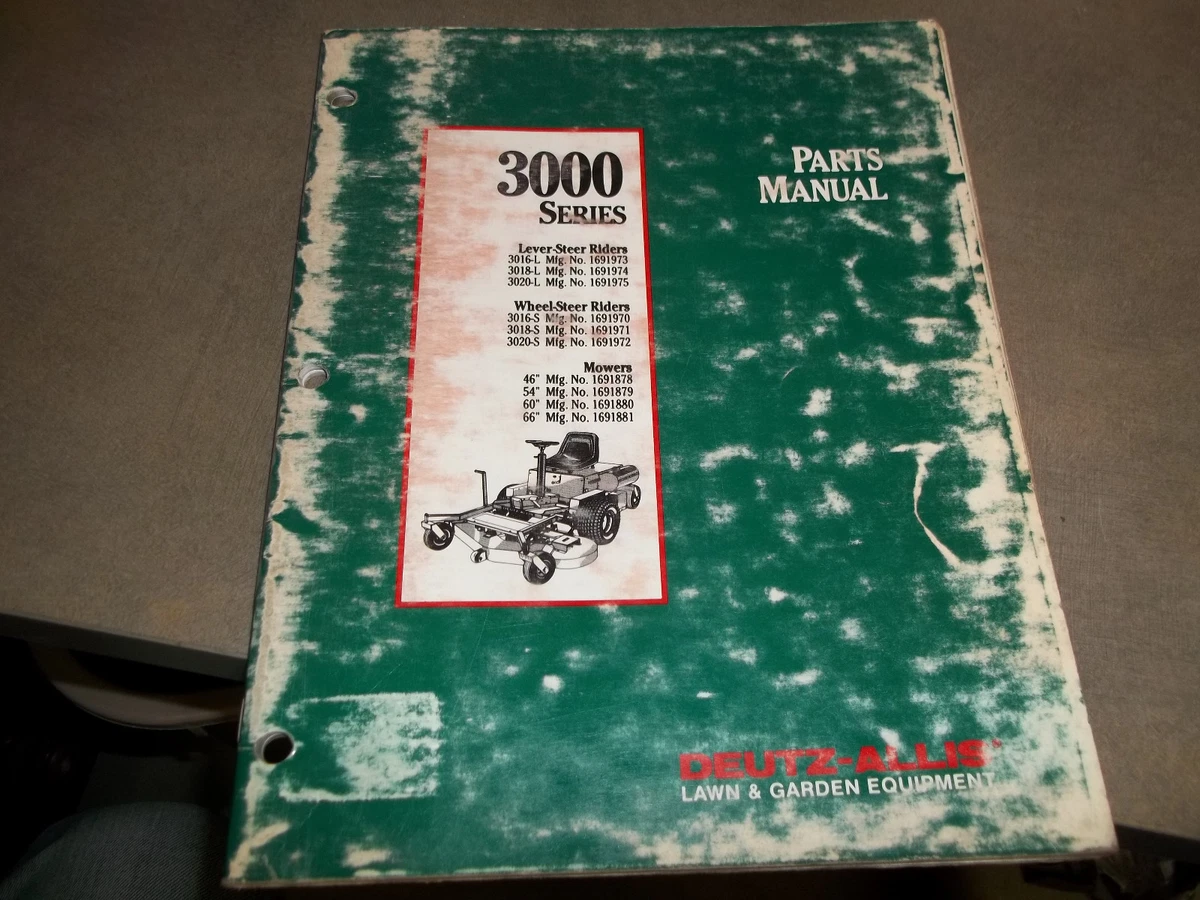 3000
SERIES
Lever-Steer Riders
3016-L Mfg. No. 1691973
3018-L Mfg. No. 1691974
3020-L Mfg. No. 1691975
Wheel-Steer Riders
3016-S Mfg. No. 1691970
3018-S Mfg. No. 1691971
3020-S Mfg. No. 1691972
Mowers
46" Mfg. No. 1691878
54" Mfg. No. 1691879
60" Mfg. No. 1691880
66" Mfg. No. 1691881
PARTS
MANUAL
DEUTZ-ALLIS
LAWN & GARDEN EQUIPMENT